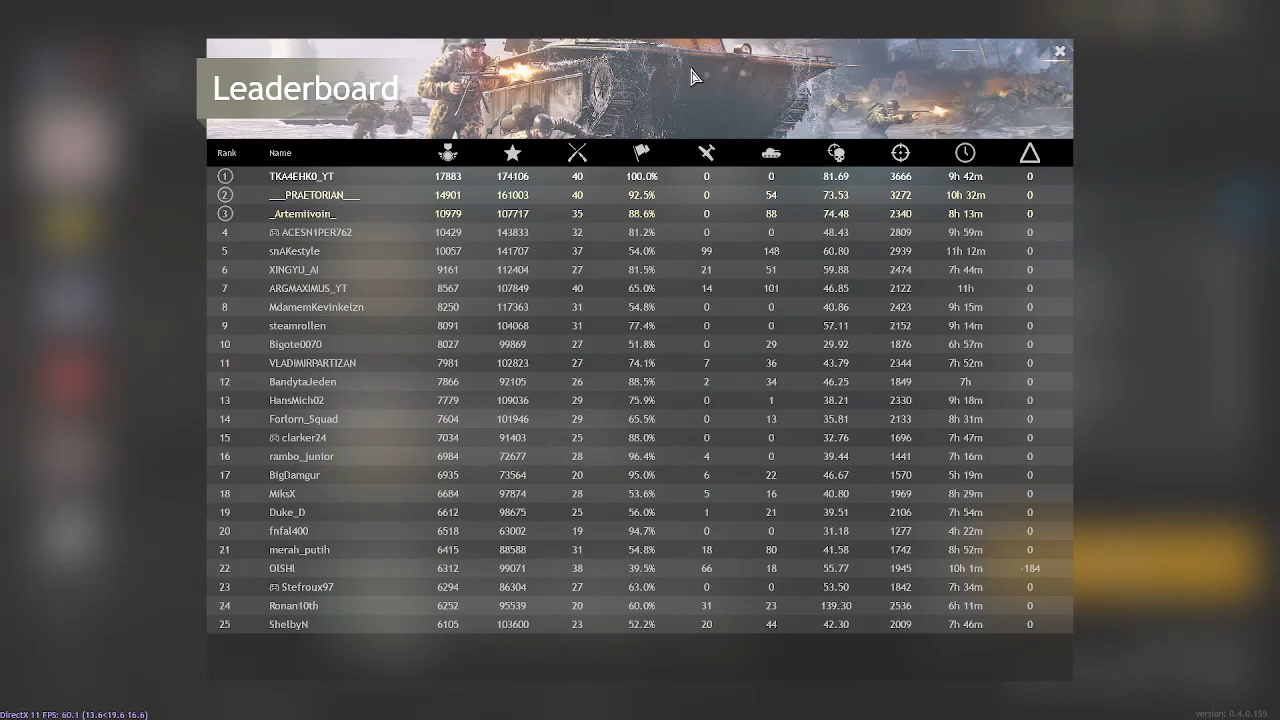 Leaderboard
Rank Name
1 TKA4EHK0_YT 17883 174106 40 100.0% 0 0 81.69 3666 9h 42m 0
2 ___PRAETORIAN___ 14901 161003 40 92.5% 0 54 73.53 3272 10h 32m 0
3 _Artemiivoin_ 10979 107717 35 88.6% 0 88 74.48 2340 8h 13m 0
4 ACESN1PER762 10429 143833 32 81.2% 0 0 48.43 2809 9h 59m 0
5 snAKestyle 10057 141707 37 54.0% 99 148 60.80 2939 11h 12m 0
6 XINGYU_AI 9161 112404 27 81.5% 21 51 59.88 2474 7h 44m 0
7 ARGMAXIMUS_YT 8567 107849 40 65.0% 14 101 46.85 2122 11h 0
8 MdamemKevinkelzn 8250 117363 31 54.8% 0 0 40.86 2423 9h 15m 0
9 steamrollen 8091 104068 31 77.4% 0 0 57.11 2152 9h 14m 0
10 Bigote0070 8027 99869 27 51.8% 0 29 29.92 1876 6h 57m 0
11 VLADIMIRPARTIZAN 7981 102823 27 74.1% 7 36 43.79 2344 7h 52m 0
12 BandytaJeden 7866 92105 26 88.5% 2 34 46.25 1849 7h 0
13 HansMich02 7779 109036 29 75.9% 0 1 38.21 2330 9h 18m 0
14 Forlorn_Squad 7604 101946 29 65.5% 0 13 35.81 2133 8h 31m 0
15 clarker24 7034 91403 25 88.0% 0 0 32.76 1696 7h 47m 0
16 rambo_junior 6984 72677 28 96.4% 4 0 39.44 1441 7h 16m 0
17 BigDamgur 6935 73564 20 95.0% 6 22 46.67 1570 5h 19m 0
18 MiksX 6684 97874 28 53.6% 5 16 40.80 1969 8h 29m 0
19 Duke_D 6612 98675 25 56.0% 1 21 39.51 2106 7h 54m 0
20 fnfal400 6518 63002 19 94.7% 0 0 31.18 1277 4h 22m 0
21 merah_putih 6415 88588 31 54.8% 18 80 41.58 1742 8h 52m 0
22 OlSHl 6312 99071 38 39.5% 66 18 55.77 1945 10h 1m -184
23 Stefroux97 6294 86304 27 63.0% 0 0 53.50 1842 7h 34m 0
24 Ronan10th 6252 95539 20 60.0% 31 23 139.30 2536 6h 11m 0
25 ShelbyN 6105 103600 23 52.2% 20 44 42.30 2009 7h 46m 0
DirectX 11 FPS: 60.1 (13.6<19.6 16.6)
version: 0.4.0.155